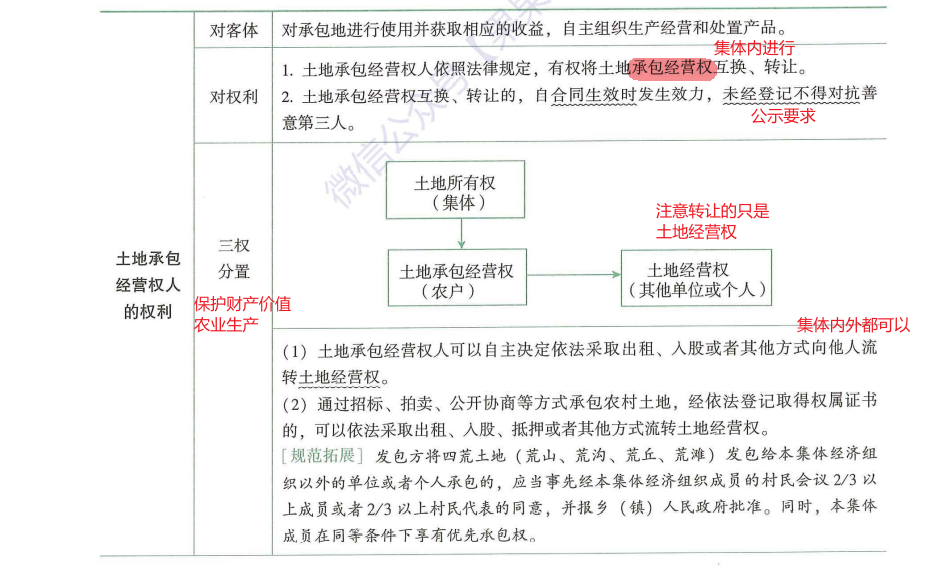 对客体
对承包地进行使用并获取相应的收益，自主组织生产经营和处置产品。
集体内进行
对权利
1. 土地承包经营权人依照法律规定，有权将土地承包经营权互换、转让。
2. 土地承包经营权互换、转让的，自合同生效时发生效力，未经登记不得对抗善
意第三人。
公示要求
土地承包
经营权人
的权利
三权
分置
保护财产价值
农业生产
土地所有权
（集体）
注意转让的只是
土地经营权
土地承包经营权
（农户）
土地经营权
（其他单位或个人）
集体内外都可以
（1）土地承包经营权人可以自主决定依法采取出租、入股或者其他方式向他人流
转土地经营权。
（2）通过招标、拍卖、公开协商等方式承包农村土地，经依法登记取得权属证书
的，可以依法采取出租、入股、抵押或者其他方式流转土地经营权。
［规范拓展］发包方将四荒土地（荒山、荒沟、荒丘、荒滩）发包给本集体经济组
织以外的单位或者个人承包的，应当事先经本集体经济组织成员的村民会议 2/3 以
上成员或者 2/3 以上村民代表的同意，并报乡（镇）人民政府批准。同时，本集体
成员在同等条件下享有优先承包权。
微信公众号